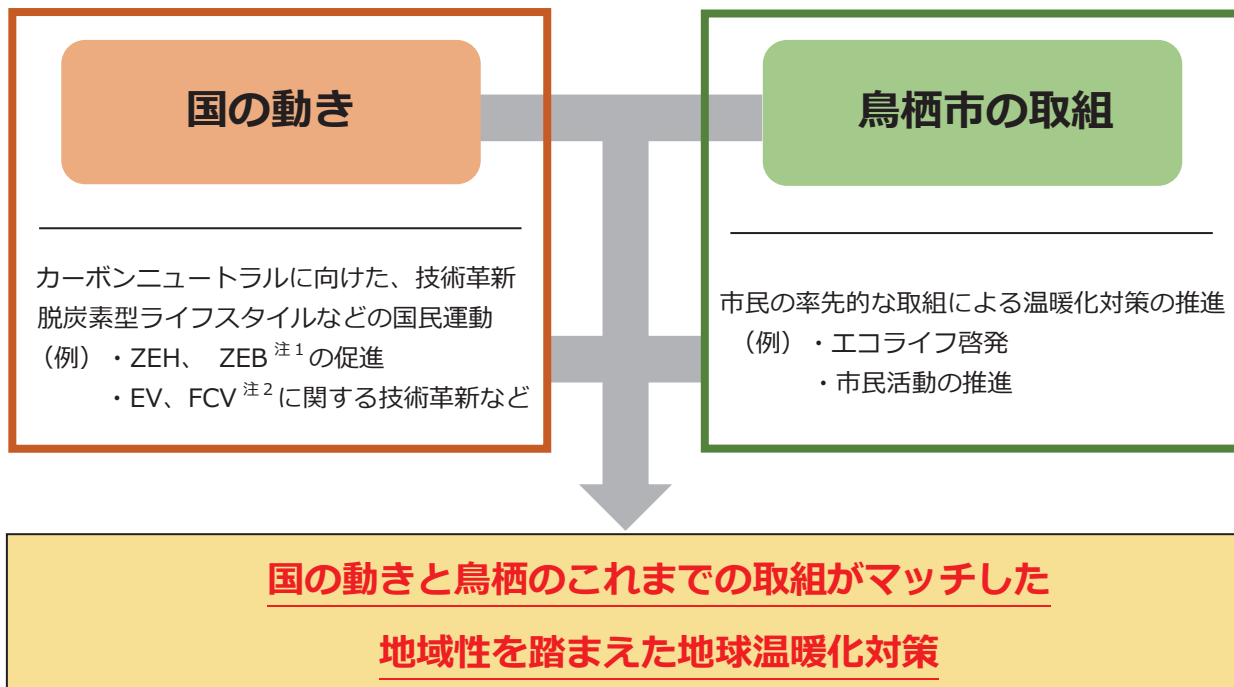 国の動き
カーボンニュートラルに向けた、技術革新
脱炭素型ライフスタイルなどの国民運動
（例）・ZEH、 ZEB 注1 の促進
・EV、FCV 注2 に関する技術革新など
鳥栖市の取組
市民の率先的な取組による温暖化対策の推進
（例）・エコライフ啓発
・市民活動の推進
国の動きと鳥栖のこれまでの取組がマッチした
地域性を踏まえた地球温暖化対策